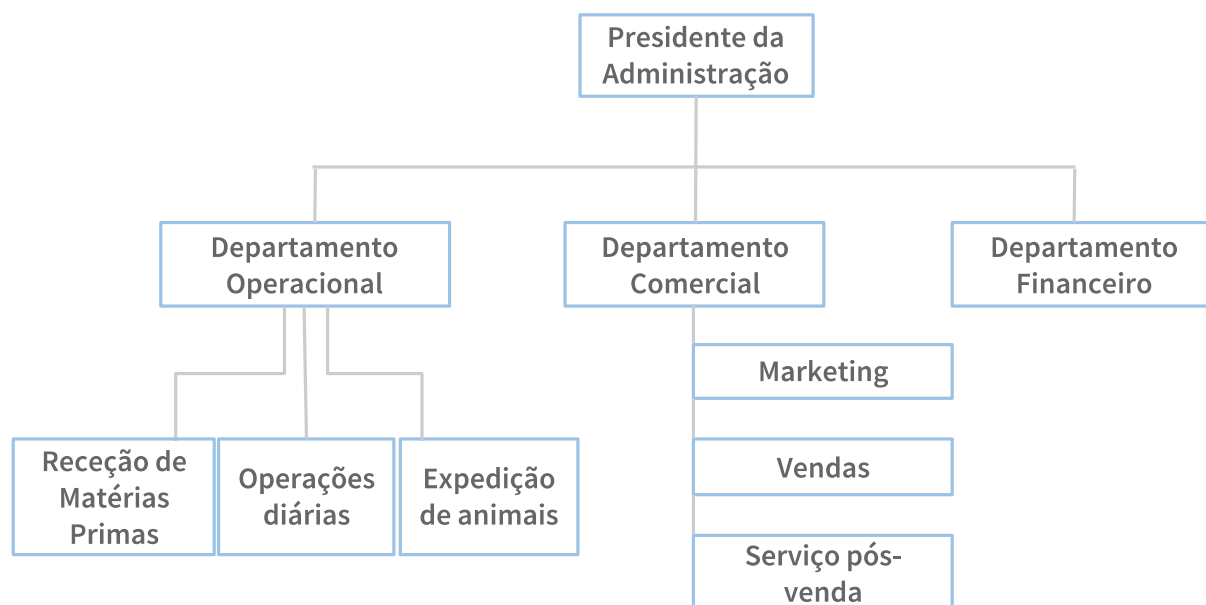 Presidente da
Administração
Departamento
Operacional
Departamento
Comercial
Departamento
Financeiro
Marketing
Receção de
Matérias
Primas
Operações
diárias
Expedição
de animais
Vendas
Serviço pós-
venda